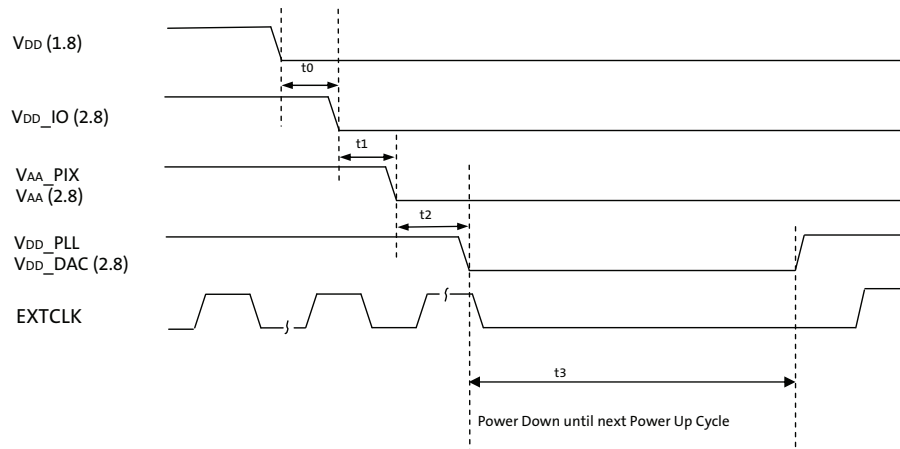 VDD (1.8)
t0
VDD_IO (2.8)
t1
VAA_PIX
VAA (2.8)
t2
VDD_PLL
VDD_DAC (2.8)
EXTCLK
t3
Power Down until next Power Up Cycle